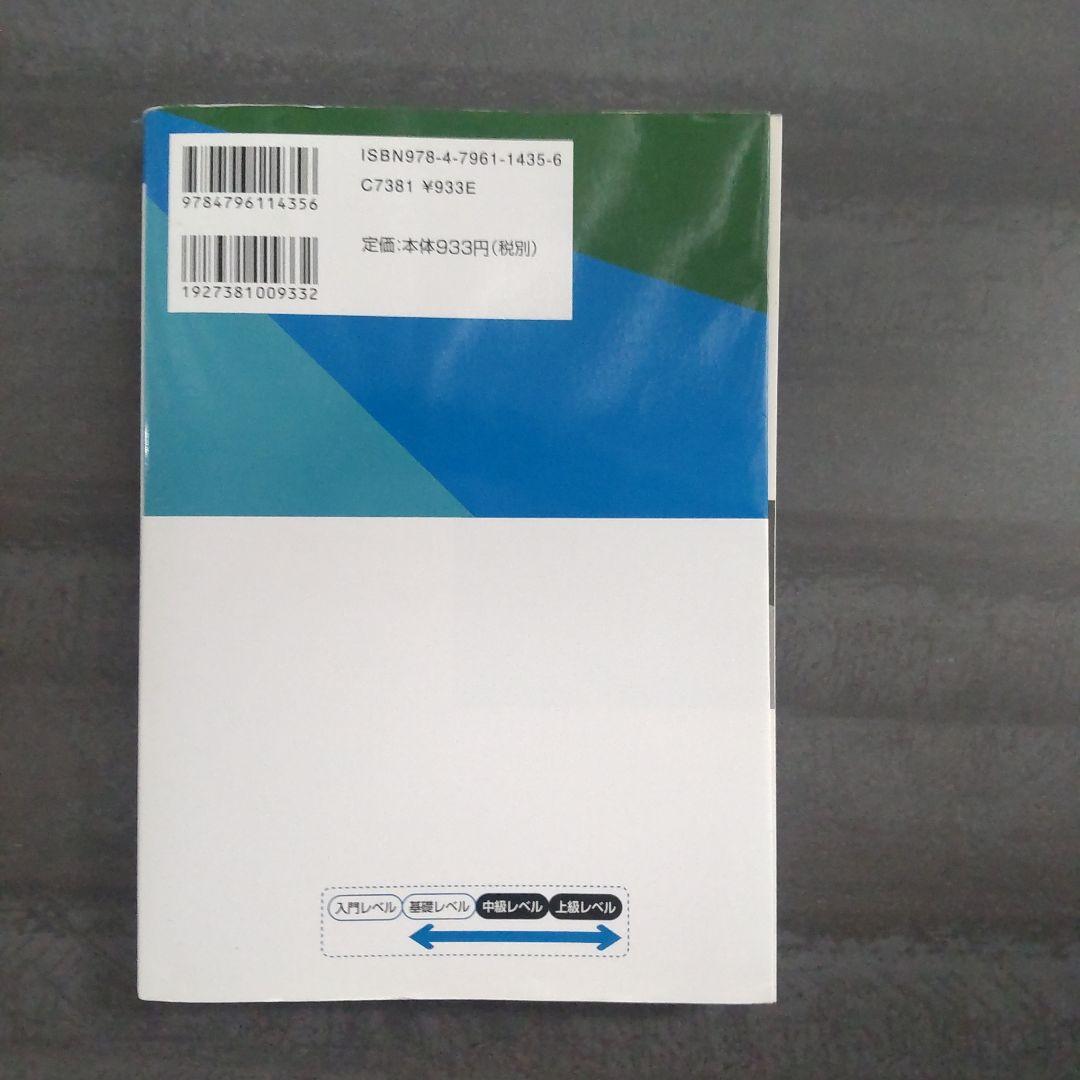 ISBN978-4-7961-1435-6
C7381 ¥933E
9784796114356
定価:本体933円(税別)
1927381009332
入門レベル 基礎レベル 中級レベル 上級レベル